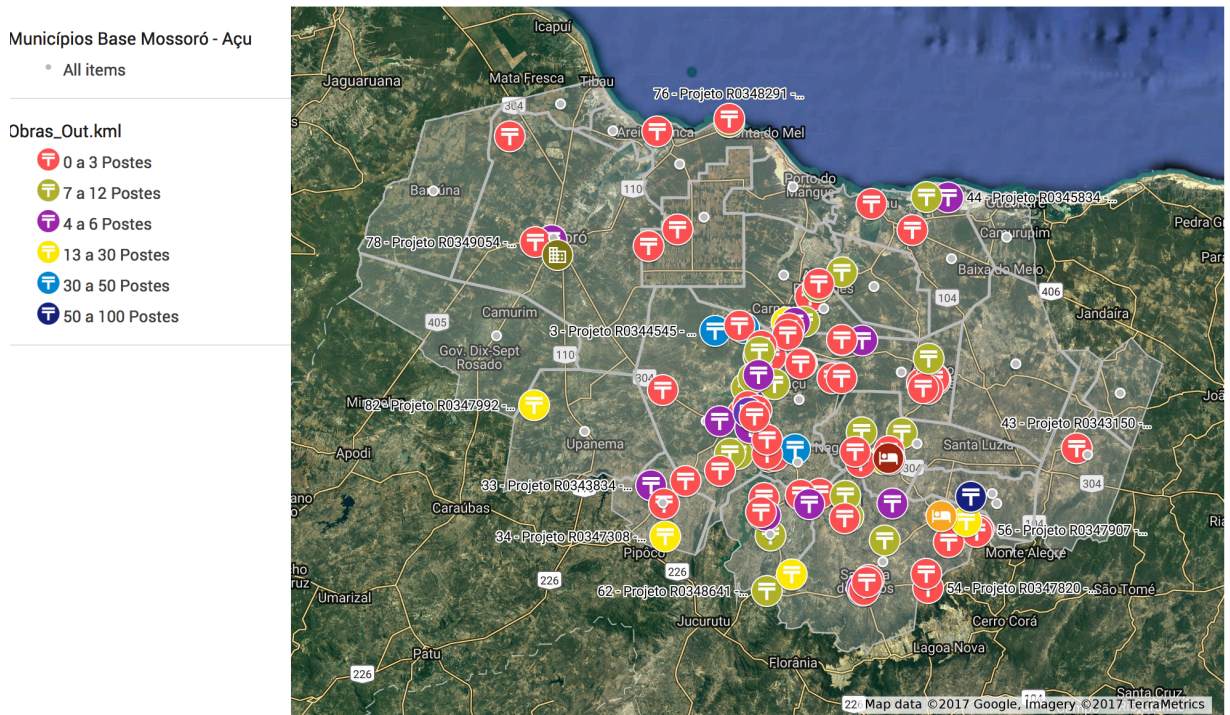 Municípios Base Mossoró - Açu
All items
Obras_Out.kml
0 a 3 Postes
7 a 12 Postes
4 a 6 Postes
13 a 30 Postes
30 a 50 Postes
50 a 100 Postes
Icapuí
Jaguaruana
Mata Fresca
Tibau
304
76 - Projeto R0348291 -...
110
Porto do
Mangue
44 - Projeto R0345834 -...
Pedra G
Camurupim
78 - Projeto R0349054 -...
Baixa do Meio
406
104
Jandaíra
405
Camurim
3 - Projeto R0344545 - ...
Gov. Dix-Sept
Rosado
110
304
82 - Projeto R0347992 -...
43 - Projeto R0343150 -...
Upanema
Santa Luzia
Apodi
304
304
33 - Projeto R0343834 -...
Caraúbas
34 - Projeto R0347308 -...
56 - Projeto R0347907 -...
Pipôco
Monte Alegre
226
226
Umarizal
62 - Projeto R0348641 -...
54 - Projeto R0347820 -...
São Tomé
Jucurutu
Cerro Corá
Patu
Lagoa Nova
Florânia
226
Santa Cruz
Map data ©2017 Google, Imagery ©2017 TerraMetrics